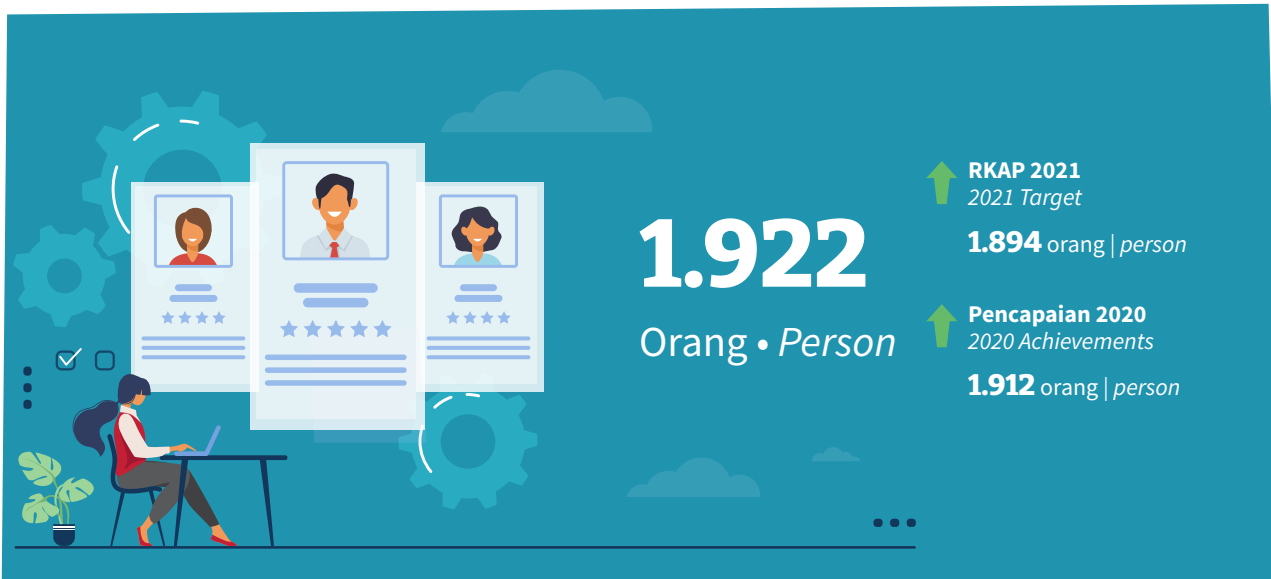 1.922
Orang • Person
RKAP 2021
2021 Target
1.894 orang | person
Pencapaian 2020
2020 Achievements
1.912 orang | person